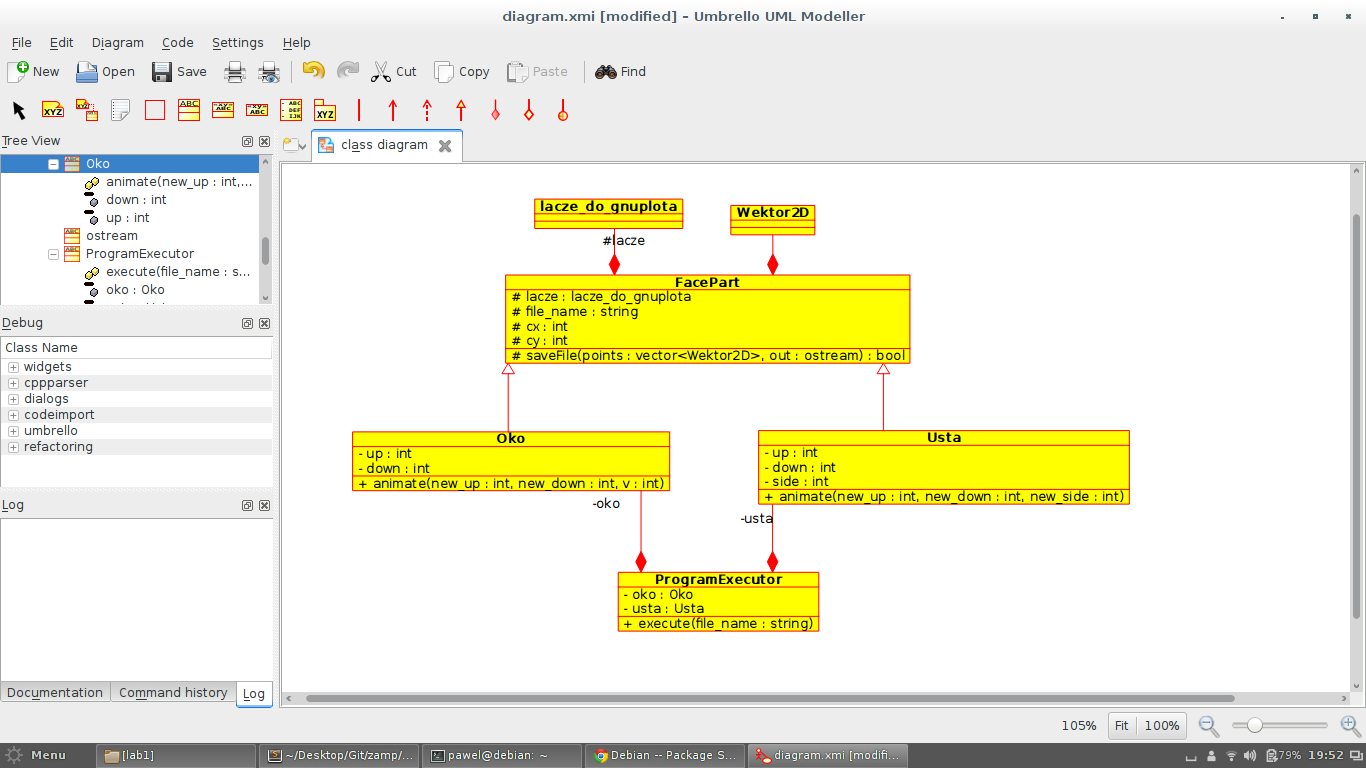 diagram.xmi [modified] – Umbrello UML Modeller
File Edit Diagram Code Settings Help
New Open Save Cut Copy Paste Find
XYZ XYZ ABC ABC xy ABC ABC DEF IJK XYZ
Tree View
class diagram
Oko
animate(new_up : int,...
down : int
up : int
ostream
ProgramExecutor
execute(file_name : s...
oko : Oko
Debug
Class Name
widgets
cppparser
dialogs
codeimport
umbrello
refactoring
Log
Documentation Command history Log
lacze_do_gnuplota
Wektor2D
#lacze
FacePart
# lacze : lacze_do_gnuplota
# file_name : string
# cx : int
# cy : int
# saveFile(points : vector<Wektor2D>, out : ostream) : bool
Oko
- up : int
- down : int
+ animate(new_up : int, new_down : int, v : int)
Usta
- up : int
- down : int
- side : int
+ animate(new_up : int, new_down : int, new_side : int)
-oko
-usta
ProgramExecutor
- oko : Oko
- usta : Usta
+ execute(file_name : string)
105% Fit 100%
Menu [lab1] ~/Desktop/Git/zamp/... pawel@debian: ~ Debian -- Package S... diagram.xmi [modifi... 79% 19:52